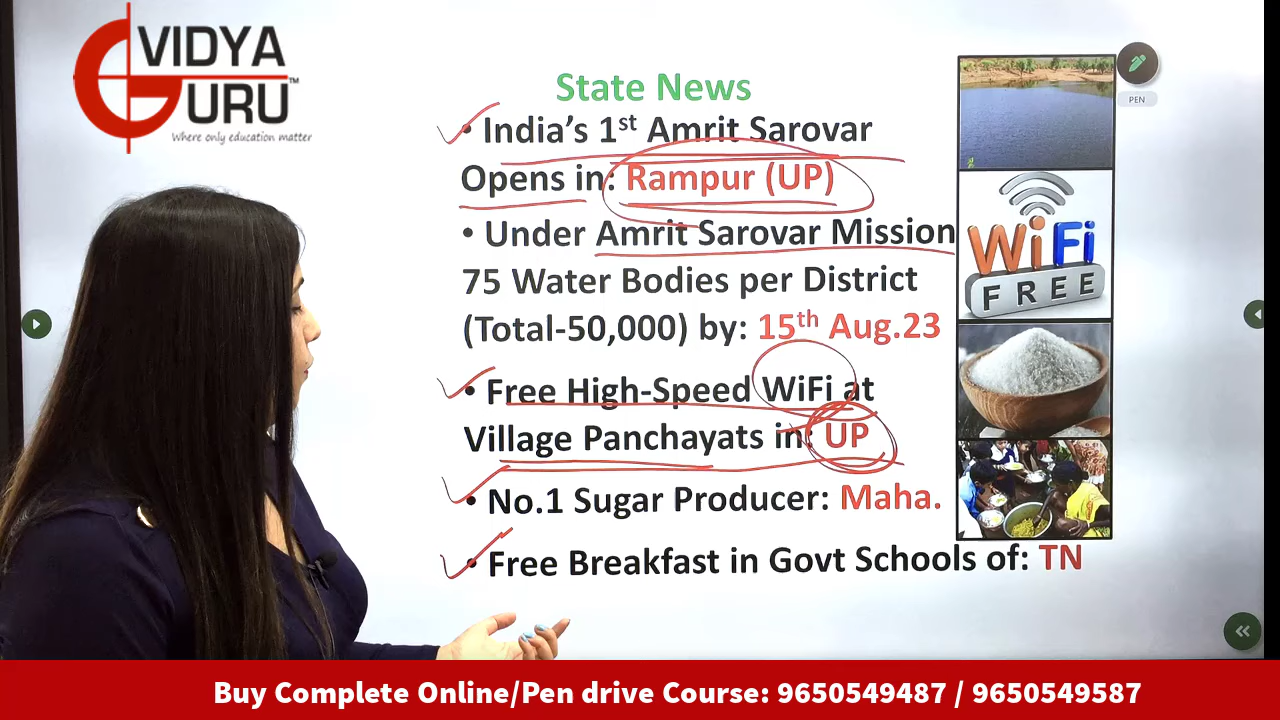 VIDYA
GURU™
Where only education matter
State News
• India's 1st Amrit Sarovar
Opens in: Rampur (UP)
• Under Amrit Sarovar Mission
75 Water Bodies per District
(Total-50,000) by: 15th Aug.23
• Free High-Speed WiFi at
Village Panchayats in: UP
• No.1 Sugar Producer: Maha.
• Free Breakfast in Govt Schools of: TN
PEN
WiFi
FREE
Buy Complete Online/Pen drive Course: 9650549487 / 9650549587